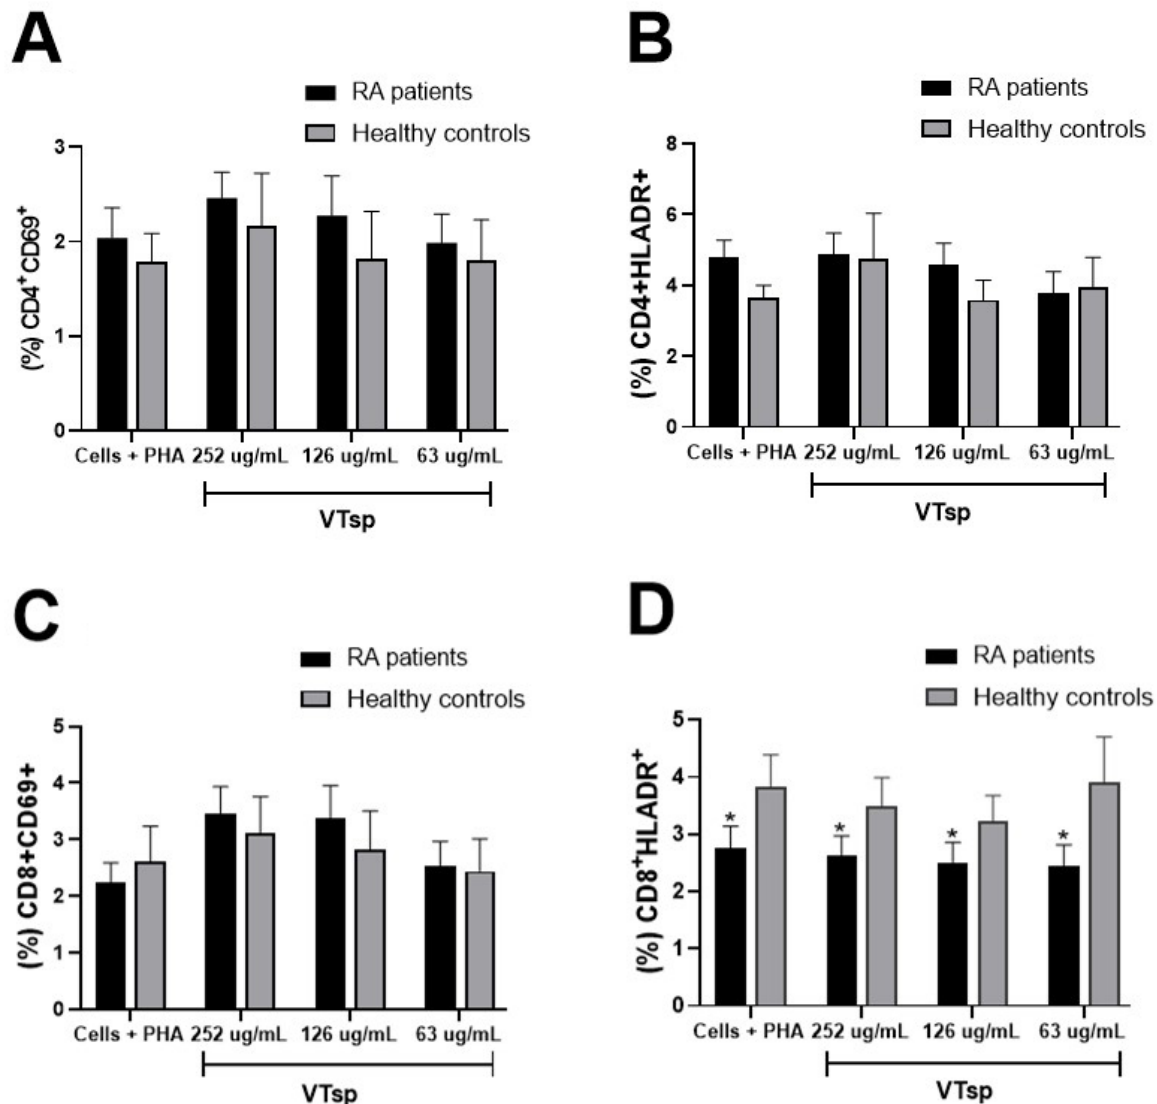 A
RA patients
Healthy controls
(%) CD4⁺CD69⁺
3
2
1
0
Cells + PHA 252 ug/mL 126 ug/mL 63 ug/mL
VTsp
B
RA patients
Healthy controls
(%) CD4+HLADR+
8
6
4
2
0
Cells + PHA 252 ug/mL 126 ug/mL 63 ug/mL
VTsp
C
RA patients
Healthy controls
(%) CD8+CD69+
5
4
3
2
1
0
Cells + PHA 252 ug/mL 126 ug/mL 63 ug/mL
VTsp
D
RA patients
Healthy controls
(%) CD8⁺HLADR⁺
5
4
3
2
1
0
* * * *
Cells + PHA 252 ug/mL 126 ug/mL 63 ug/mL
VTsp